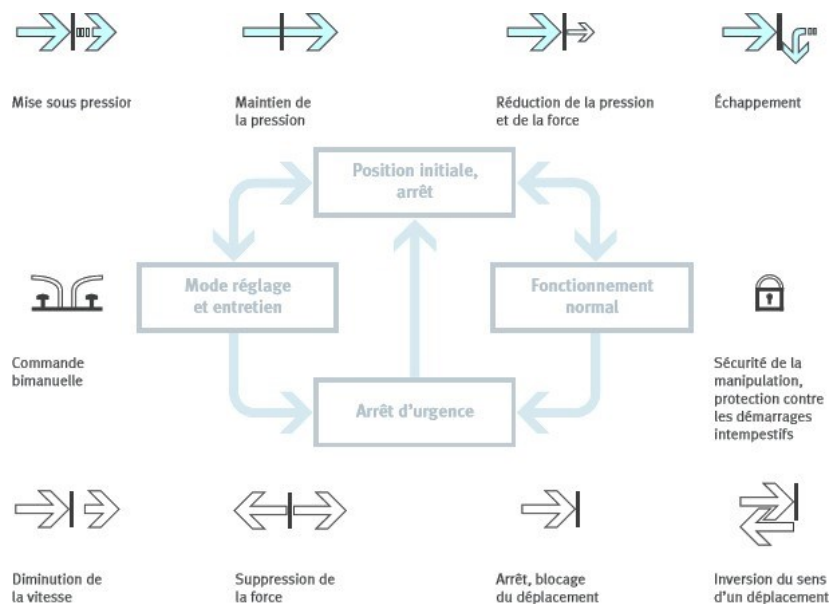 Mise sous pression
Maintien de
la pression
Réduction de la pression
et de la force
Échappement
Position initiale,
arrêt
Mode réglage
et entretien
Fonctionnement
normal
Arrêt d'urgence
Commande
bimanuelle
Sécurité de la
manipulation,
protection contre
les démarrages
intempestifs
Diminution de
la vitesse
Suppression de
la force
Arrêt, blocage
du déplacement
Inversion du sens
d'un déplacement